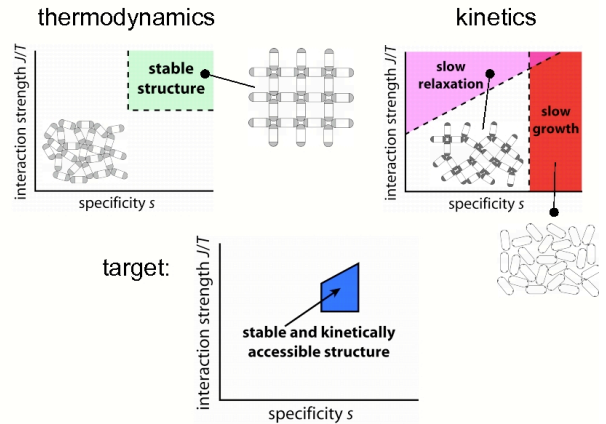 thermodynamics
kinetics
interaction strength J/T
stable
structure
specificity s
interaction strength J/T
slow
relaxation
slow
growth
specificity s
target:
interaction strength J/T
stable and kinetically
accessible structure
specificity s